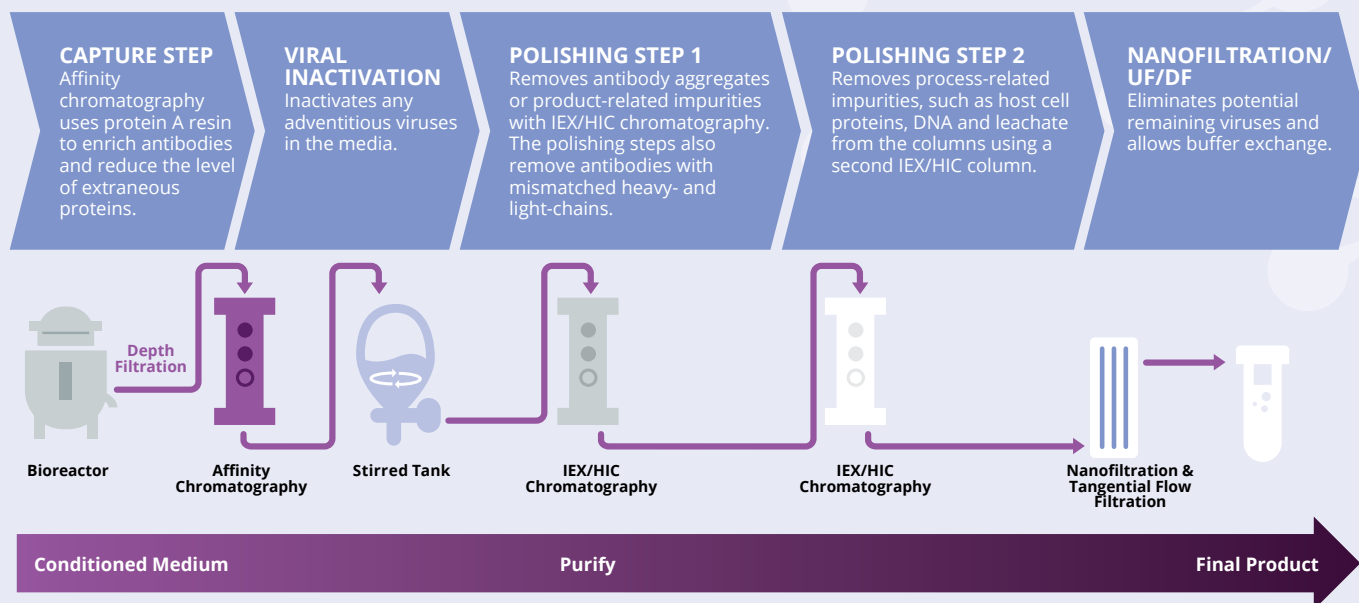 CAPTURE STEP
Affinity
chromatography
uses protein A resin
to enrich antibodies
and reduce the level
of extraneous
proteins.
VIRAL
INACTIVATION
Inactivates any
adventitious viruses
in the media.
POLISHING STEP 1
Removes antibody aggregates
or product-related impurities
with IEX/HIC chromatography.
The polishing steps also
remove antibodies with
mismatched heavy- and
light-chains.
POLISHING STEP 2
Removes process-related
impurities, such as host cell
proteins, DNA and leachate
from the columns using a
second IEX/HIC column.
NANOFILTRATION/
UF/DF
Eliminates potential
remaining viruses and
allows buffer exchange.
Depth
Filtration
Bioreactor
Affinity
Chromatography
Stirred Tank
IEX/HIC
Chromatography
IEX/HIC
Chromatography
Nanofiltration &
Tangential Flow
Filtration
Conditioned Medium
Purify
Final Product